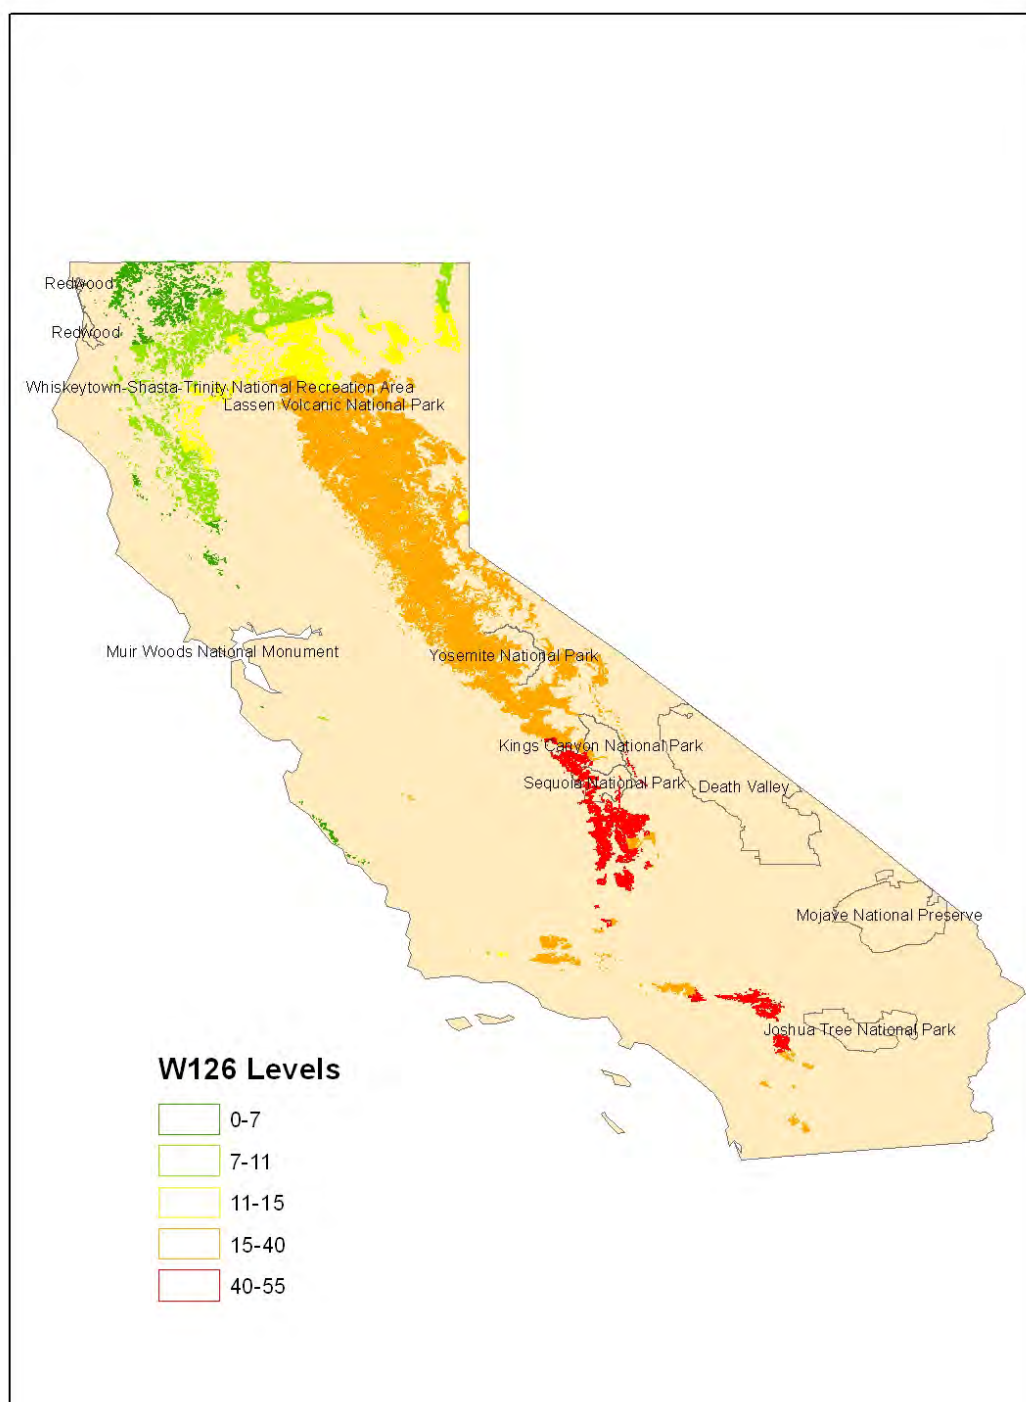 Redwood
Redwood
Whiskeytown-Shasta-Trinity National Recreation Area
Lassen Volcanic National Park
Muir Woods National Monument
Yosemite National Park
Kings Canyon National Park
Sequoia National Park
Death Valley
Mojave National Preserve
Joshua Tree National Park
W126 Levels
0-7
7-11
11-15
15-40
40-55